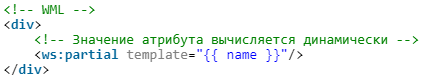 <!-- WML -->
<div>
    <!-- Значение атрибута вычисляется динамически -->
    <ws:partial template="{{ name }}"/>
</div>